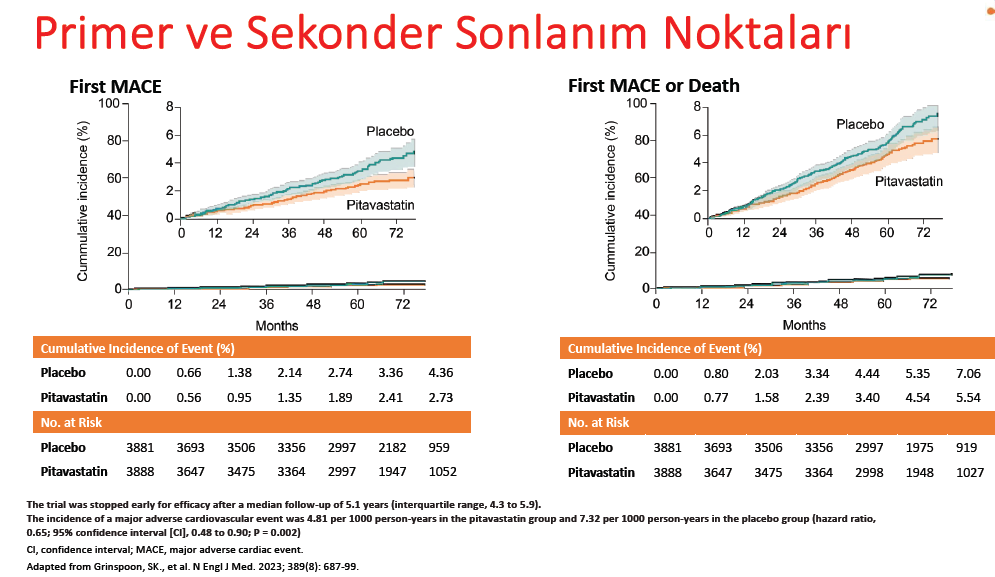 Primer ve Sekonder Sonlanım Noktaları
First MACE
Cummulative incidence (%)
100
80
60
40
20
0
8
6
4
2
0
Placebo
Pitavastatin
0 12 24 36 48 60 72
0 12 24 36 48 60 72
Months
Cumulative Incidence of Event (%)
Placebo 0.00 0.66 1.38 2.14 2.74 3.36 4.36
Pitavastatin 0.00 0.56 0.95 1.35 1.89 2.41 2.73
No. at Risk
Placebo 3881 3693 3506 3356 2997 2182 959
Pitavastatin 3888 3647 3475 3364 2997 1947 1052
First MACE or Death
Cummulative incidence (%)
100
80
60
40
20
0
8
6
4
2
0
Placebo
Pitavastatin
0 12 24 36 48 60 72
0 12 24 36 48 60 72
Months
Cumulative Incidence of Event (%)
Placebo 0.00 0.80 2.03 3.34 4.44 5.35 7.06
Pitavastatin 0.00 0.77 1.58 2.39 3.40 4.54 5.54
No. at Risk
Placebo 3881 3693 3506 3356 2997 1975 919
Pitavastatin 3888 3647 3475 3364 2998 1948 1027
The trial was stopped early for efficacy after a median follow-up of 5.1 years (interquartile range, 4.3 to 5.9).
The incidence of a major adverse cardiovascular event was 4.81 per 1000 person-years in the pitavastatin group and 7.32 per 1000 person-years in the placebo group (hazard ratio,
0.65; 95% confidence interval [CI], 0.48 to 0.90; P = 0.002)
CI, confidence interval; MACE, major adverse cardiac event.
Adapted from Grinspoon, SK., et al. N Engl J Med. 2023; 389(8): 687-99.